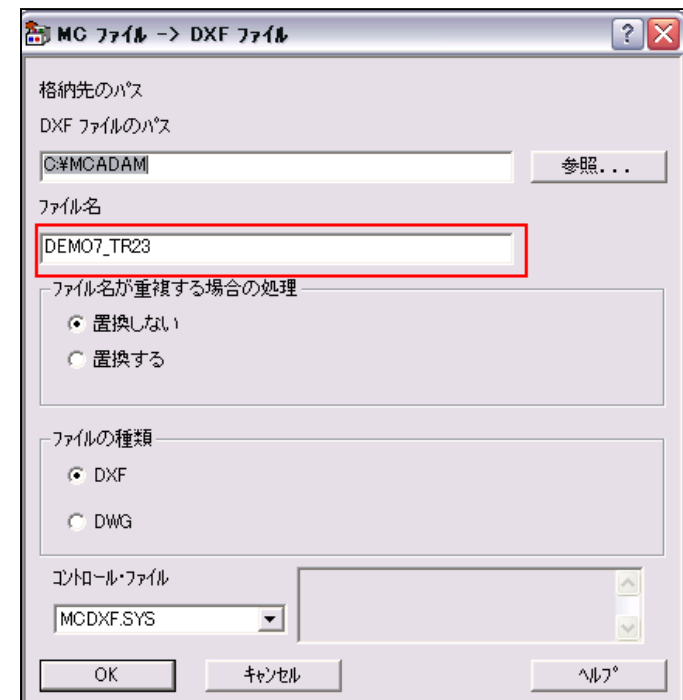 MC ファイル -> DXF ファイル
格納先のパス
DXF ファイルのパス
C:¥MCADAM
参照...
ファイル名
DEMO7_TR23
ファイル名が重複する場合の処理
置換しない
置換する
ファイルの種類
DXF
DWG
コントロール・ファイル
MCDXF.SYS
OK キャンセル ヘルプ